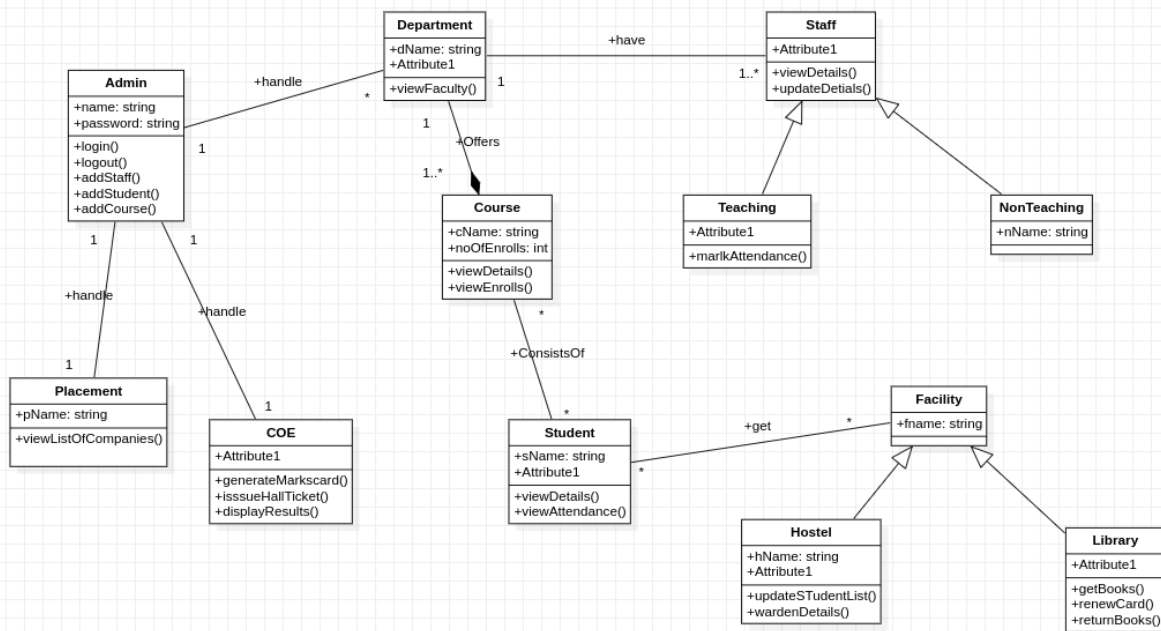 Department
+dName: string
+Attribute1
+viewFaculty()
+have
1
1..*
Staff
+Attribute1
+viewDetails()
+updateDetials()
Admin
+name: string
+password: string
+login()
+logout()
+addStaff()
+addStudent()
+addCourse()
+handle
*
1
1
+Offers
1..*
Course
+cName: string
+noOfEnrolls: int
+viewDetails()
+viewEnrolls()
Teaching
+Attribute1
+marlkAttendance()
NonTeaching
+nName: string
1
1
+handle
+handle
1
1
*
+ConsistsOf
*
Placement
+pName: string
+viewListOfCompanies()
COE
+Attribute1
+generateMarkscard()
+isssueHallTicket()
+displayResults()
Student
+sName: string
+Attribute1
+viewDetails()
+viewAttendance()
+get
*
*
Facility
+fname: string
Hostel
+hName: string
+Attribute1
+updateSTudentList()
+wardenDetails()
Library
+Attribute1
+getBooks()
+renewCard()
+returnBooks()